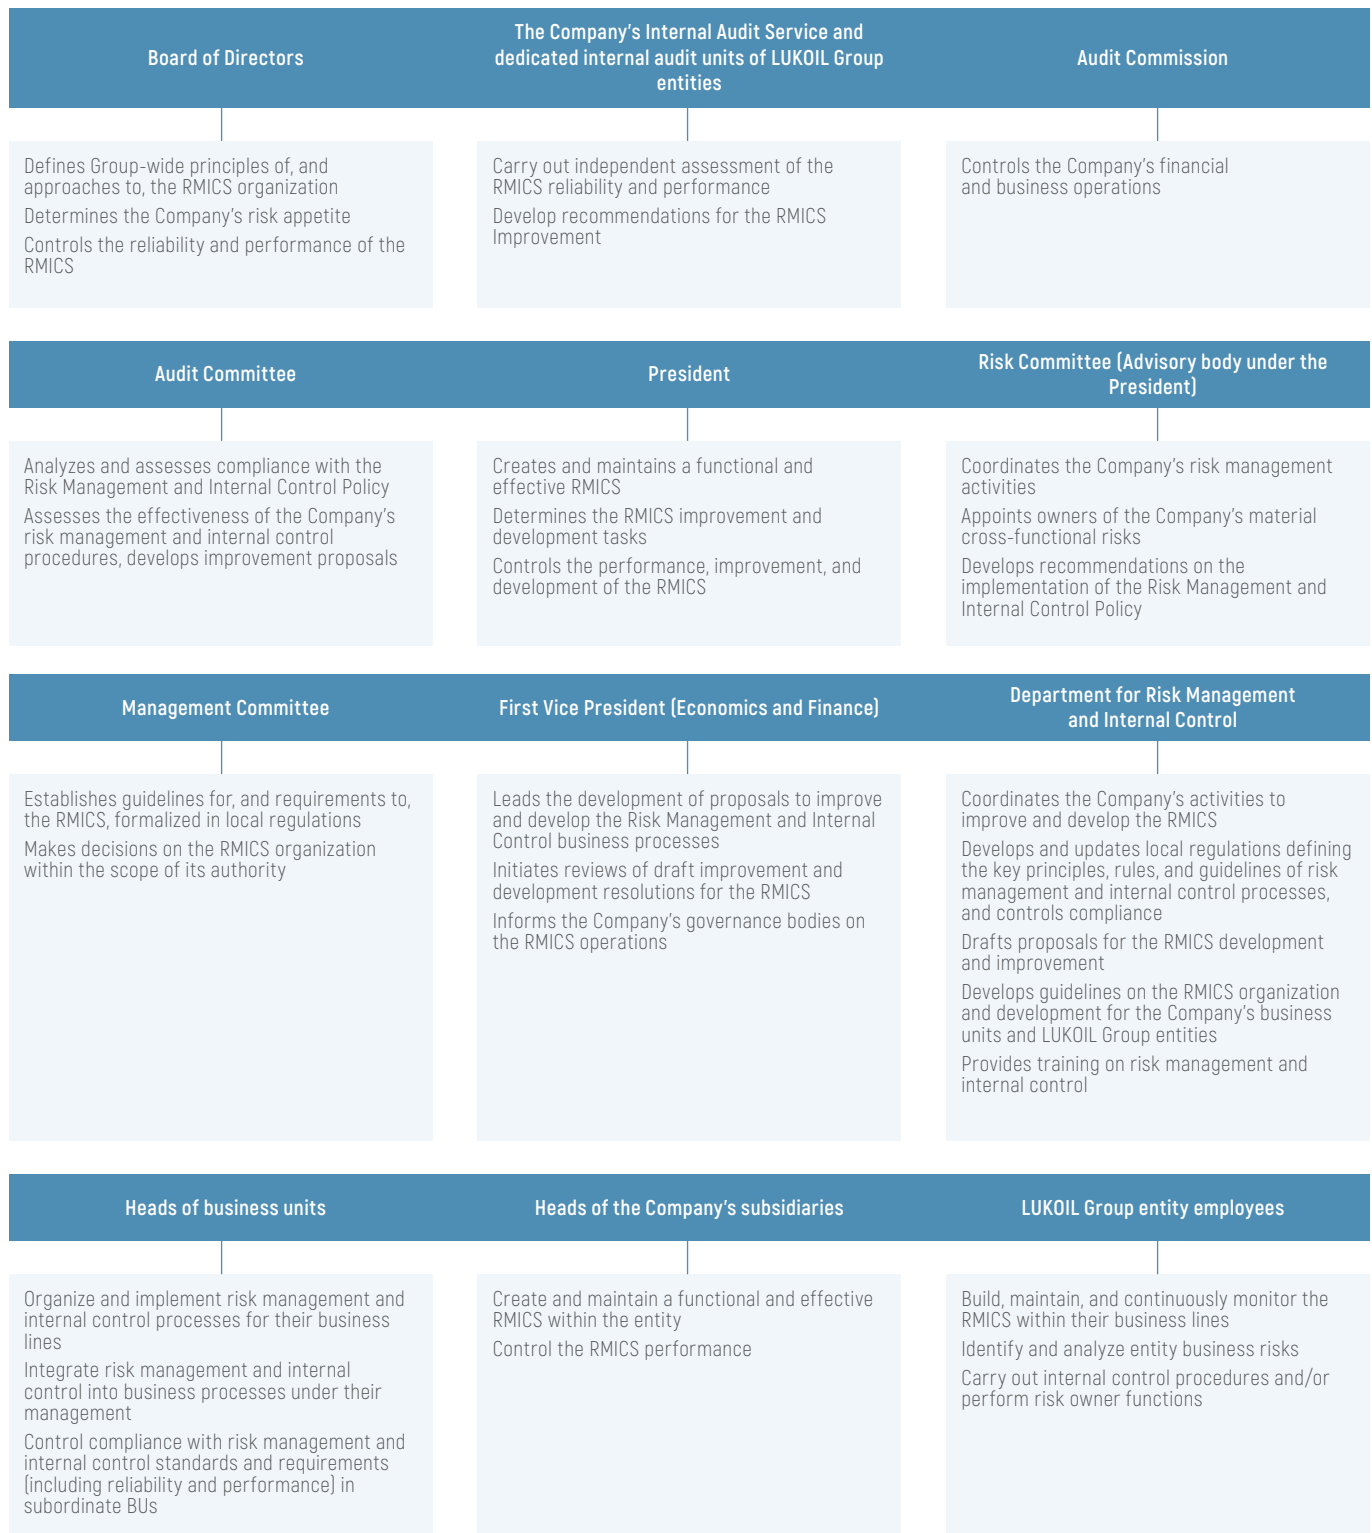 Board of Directors
The Company's Internal Audit Service and
dedicated internal audit units of LUKOIL Group
entities
Audit Commission
Defines Group-wide principles of, and
approaches to, the RMICS organization
Determines the Company's risk appetite
Controls the reliability and performance of the
RMICS
Carry out independent assessment of the
RMICS reliability and performance
Develop recommendations for the RMICS
Improvement
Controls the Company's financial
and business operations
Audit Committee
President
Risk Committee (Advisory body under the
President)
Analyzes and assesses compliance with the
Risk Management and Internal Control Policy
Assesses the effectiveness of the Company's
risk management and internal control
procedures, develops improvement proposals
Creates and maintains a functional and
effective RMICS
Determines the RMICS improvement and
development tasks
Controls the performance, improvement, and
development of the RMICS
Coordinates the Company's risk management
activities
Appoints owners of the Company's material
cross-functional risks
Develops recommendations on the
implementation of the Risk Management and
Internal Control Policy
Management Committee
First Vice President (Economics and Finance)
Department for Risk Management
and Internal Control
Establishes guidelines for, and requirements to,
the RMICS, formalized in local regulations
Makes decisions on the RMICS organization
within the scope of its authority
Leads the development of proposals to improve
and develop the Risk Management and Internal
Control business processes
Initiates reviews of draft improvement and
development resolutions for the RMICS
Informs the Company's governance bodies on
the RMICS operations
Coordinates the Company's activities to
improve and develop the RMICS
Develops and updates local regulations defining
the key principles, rules, and guidelines of risk
management and internal control processes,
and controls compliance
Drafts proposals for the RMICS development
and improvement
Develops guidelines on the RMICS organization
and development for the Company's business
units and LUKOIL Group entities
Provides training on risk management and
internal control
Heads of business units
Heads of the Company's subsidiaries
LUKOIL Group entity employees
Organize and implement risk management and
internal control processes for their business
lines
Integrate risk management and internal
control into business processes under their
management
Control compliance with risk management and
internal control standards and requirements
(including reliability and performance) in
subordinate BUs
Create and maintain a functional and effective
RMICS within the entity
Control the RMICS performance
Build, maintain, and continuously monitor the
RMICS within their business lines
Identify and analyze entity business risks
Carry out internal control procedures and/or
perform risk owner functions